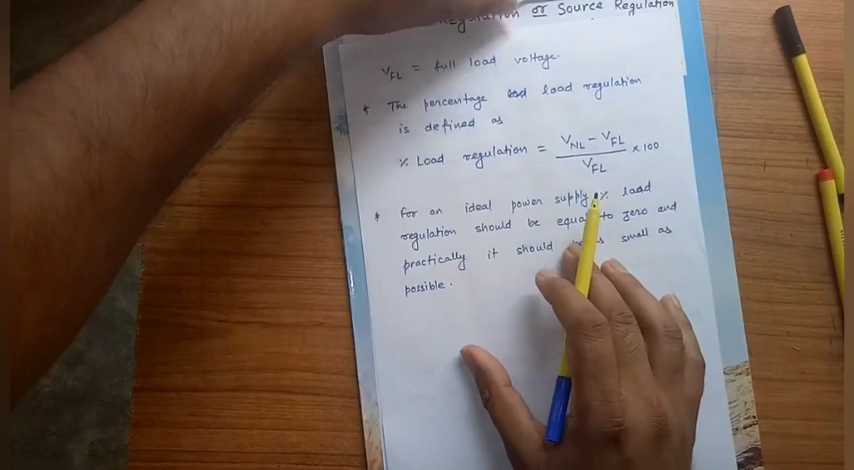 Regulation or Source Regulation
VFL = full load voltage.
* The percentage load regulation
is defined as
% Load regulation = VNL - VFL / VFL × 100
* For an ideal power supply % load
regulation should be equal to zero and
practically it should as small as
possible.